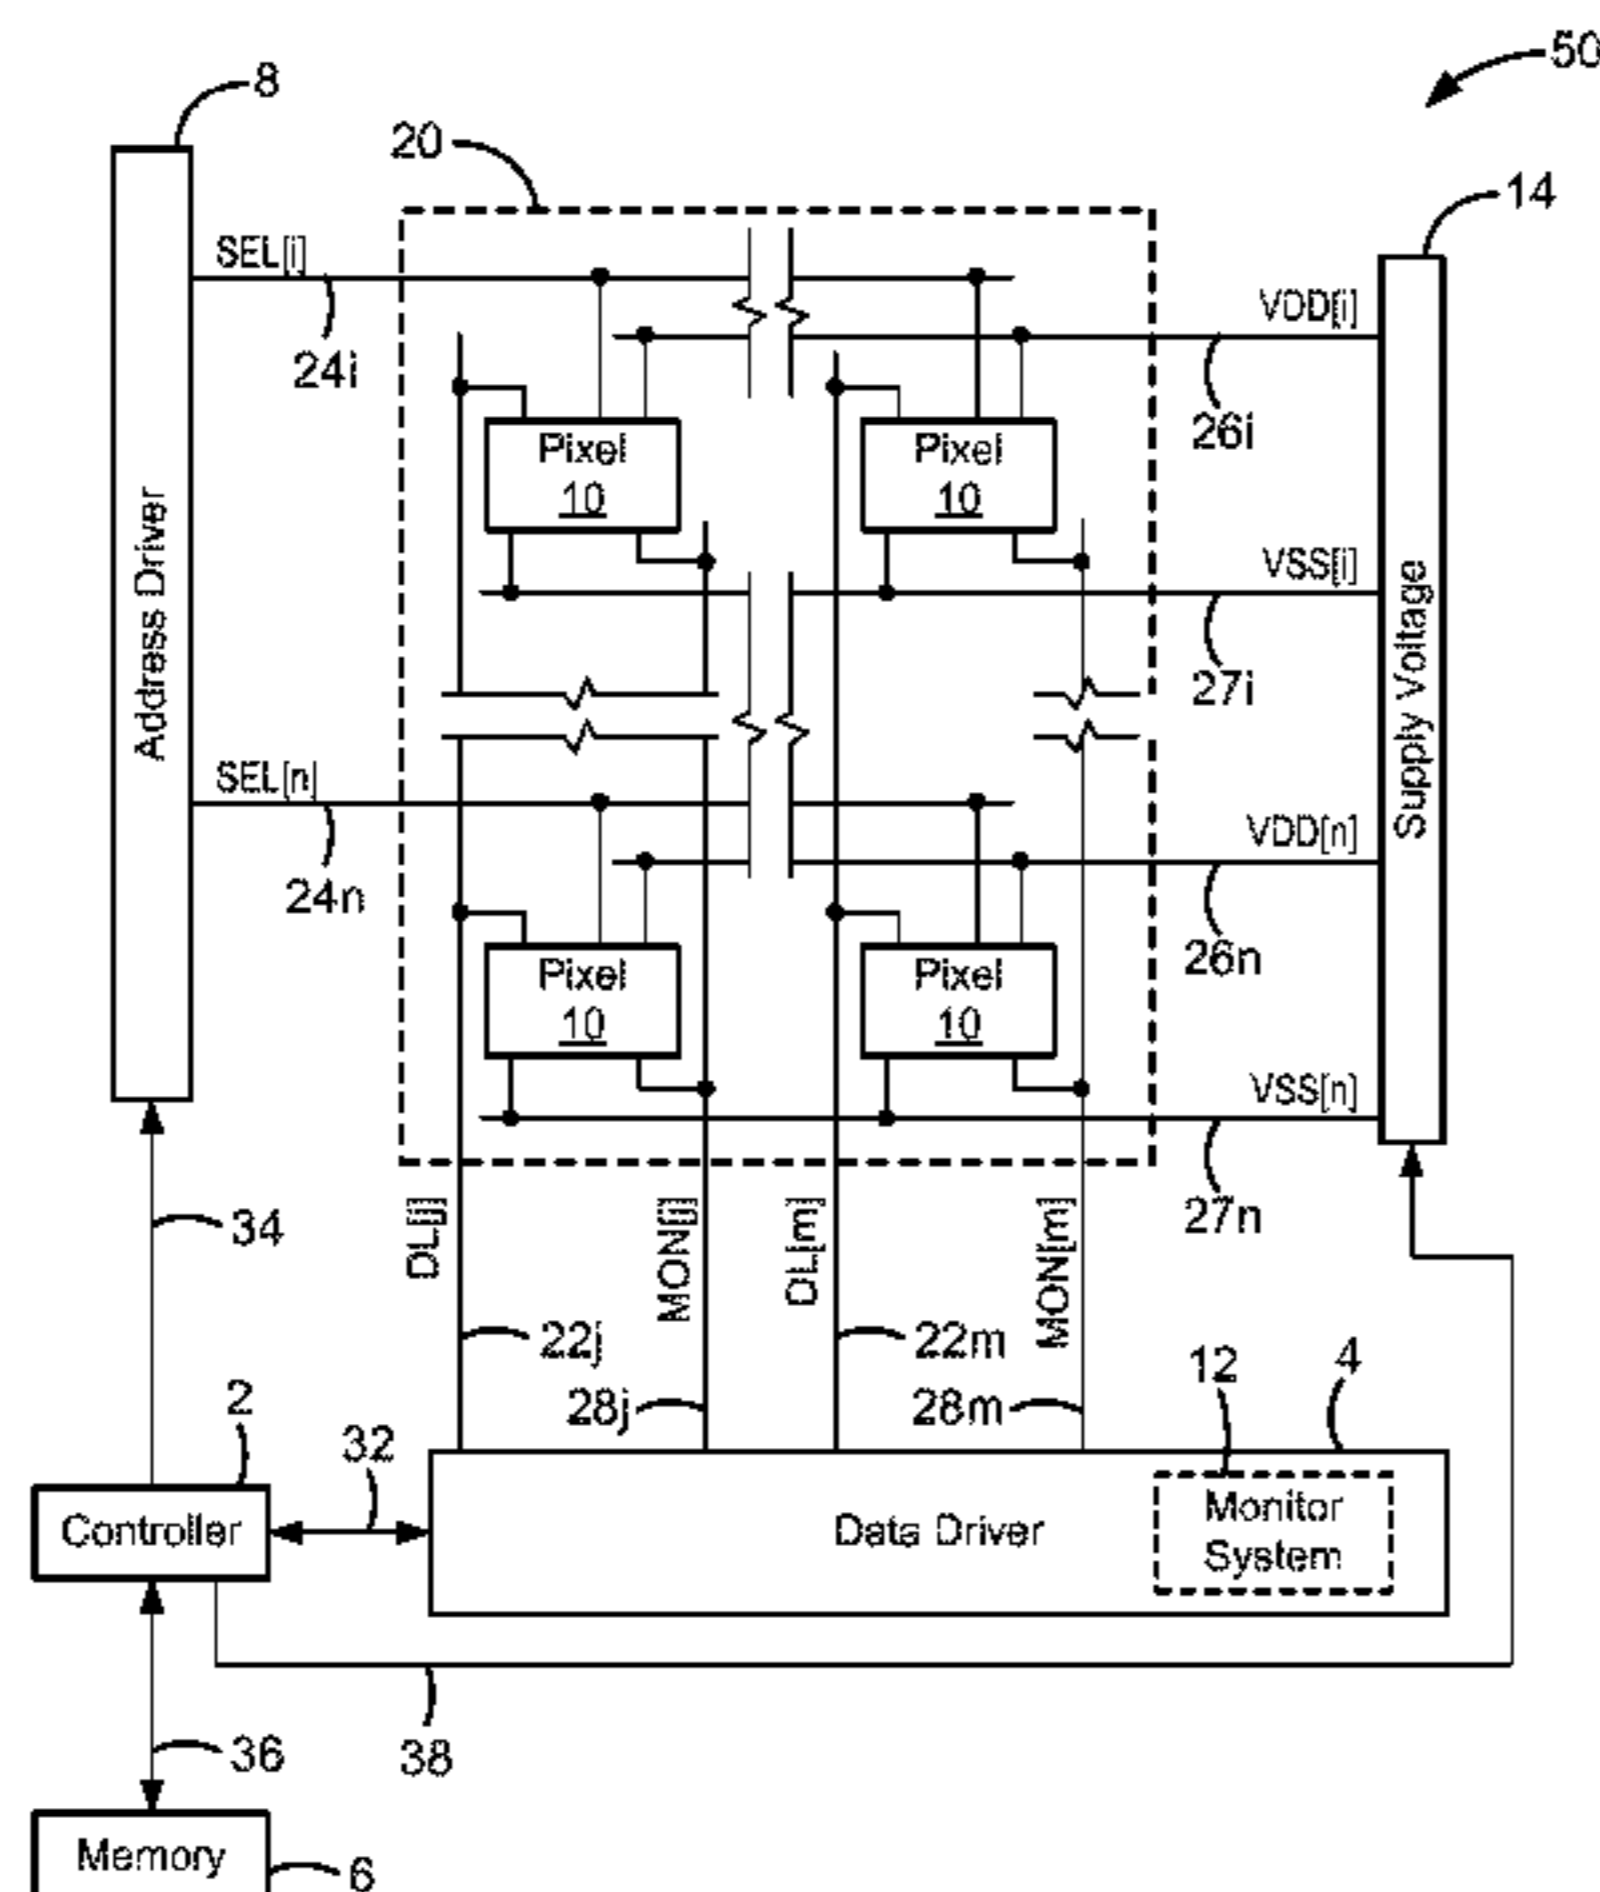 50
8
20
14
SEL[i]
VDD[i]
24i
26i
Pixel
10
Pixel
10
Address Driver
VSS[i]
Supply Voltage
27i
SEL[n]
VDD[n]
24n
26n
Pixel
10
Pixel
10
VSS[n]
27n
34
DL[j]
MON[j]
DL[m]
MON[m]
22j
22m
28j
28m
12
4
2
32
Controller
Data Driver
Monitor
System
36
38
Memory
6